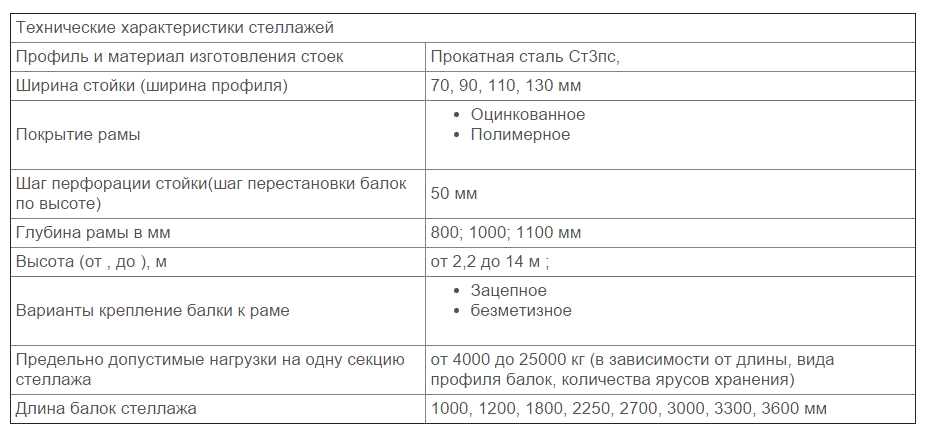 Технические характеристики стеллажей
Профиль и материал изготовления стоек
Прокатная сталь Ст3пс,
Ширина стойки (ширина профиля)
70, 90, 110, 130 мм
Покрытие рамы
• Оцинкованное
• Полимерное
Шаг перфорации стойки(шаг перестановки балок
по высоте)
50 мм
Глубина рамы в мм
800; 1000; 1100 мм
Высота (от , до ), м
от 2,2 до 14 м ;
Варианты крепление балки к раме
• Зацепное
• безметизное
Предельно допустимые нагрузки на одну секцию
стеллажа
от 4000 до 25000 кг (в зависимости от длины, вида
профиля балок, количества ярусов хранения)
Длина балок стеллажа
1000, 1200, 1800, 2250, 2700, 3000, 3300, 3600 мм